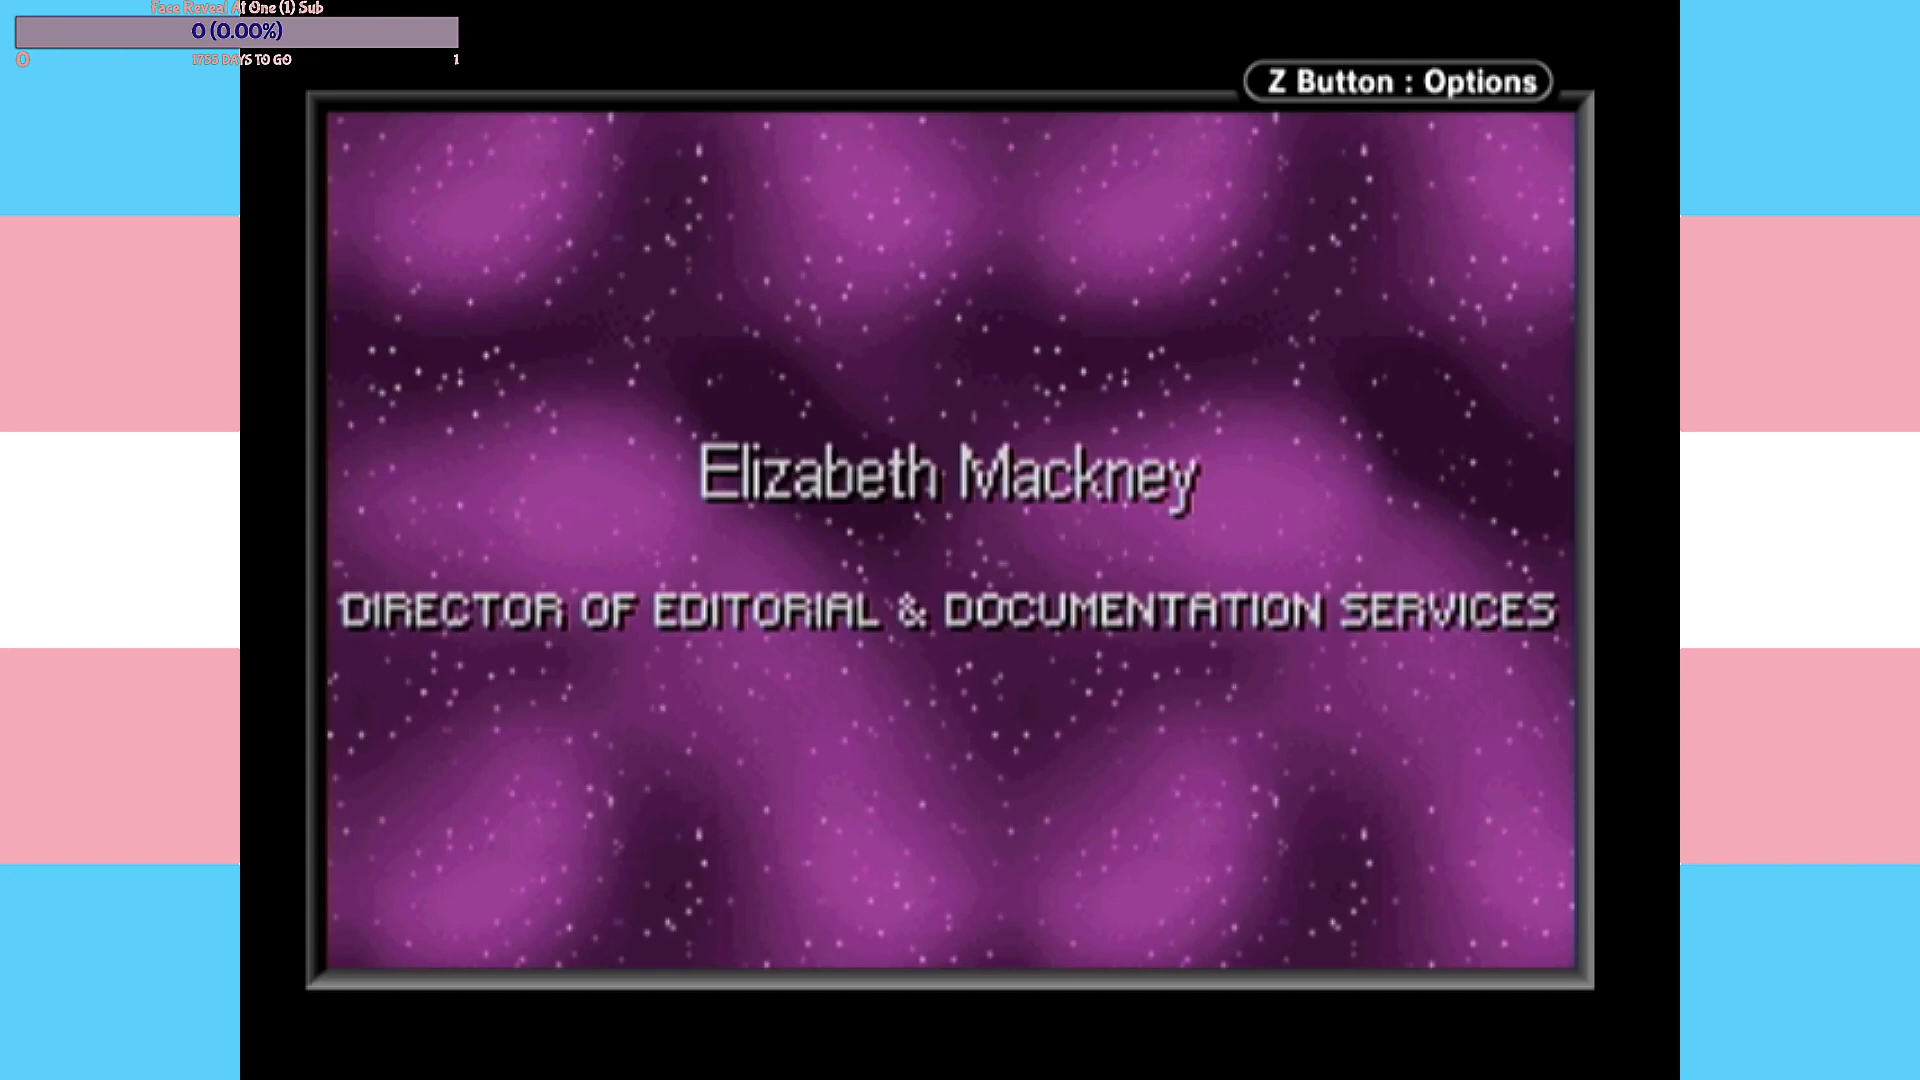 Face Reveal At One (1) Sub
0 (0.00%)
0
1755 DAYS TO GO
1
Z Button : Options
Elizabeth Mackney
DIRECTOR OF EDITORIAL & DOCUMENTATION SERVICES